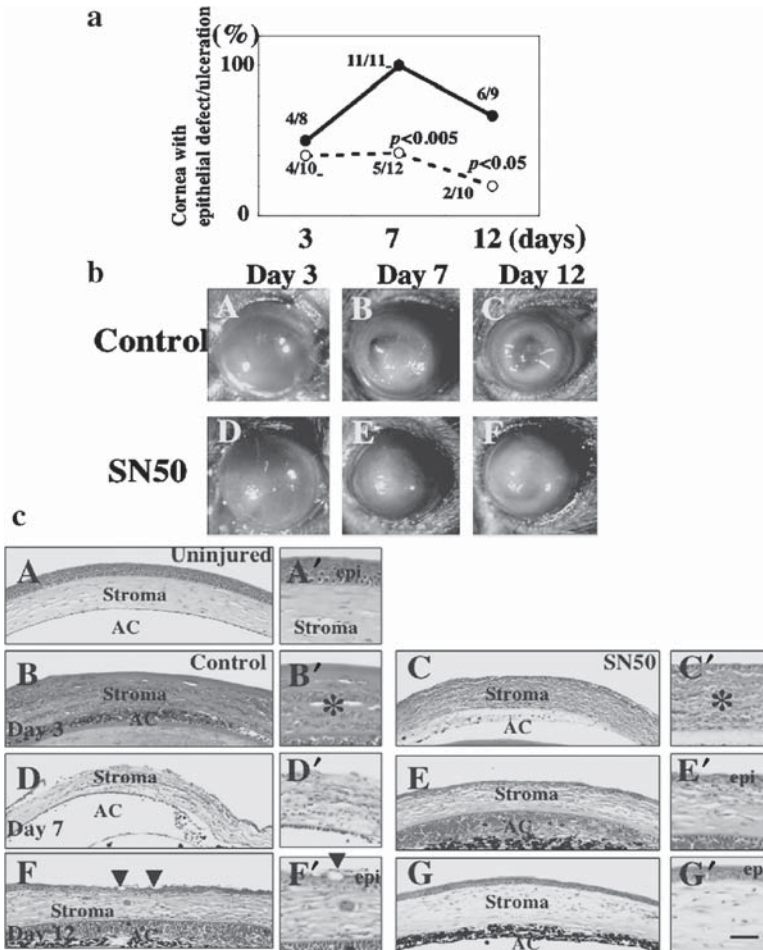 a
(%)
100
0
Cornea with
epithelial defect/ulceration
4/8
11/11_
6/9
4/10_
5/12
2/10
p<0.005
p<0.05
3 7 12 (days)
b
Day 3 Day 7 Day 12
Control
A B C
SN50
D E F
c
A Uninjured
Stroma
AC
A′ epi
Stroma
B Control
Stroma
AC
Day 3
B′
*
C SN50
Stroma
AC
C′
*
D
Stroma
AC
Day 7
D′
E
Stroma
AC
E′
epi
F
Stroma
AC
Day 12
F′
epi
G
Stroma
AC
G′
ep